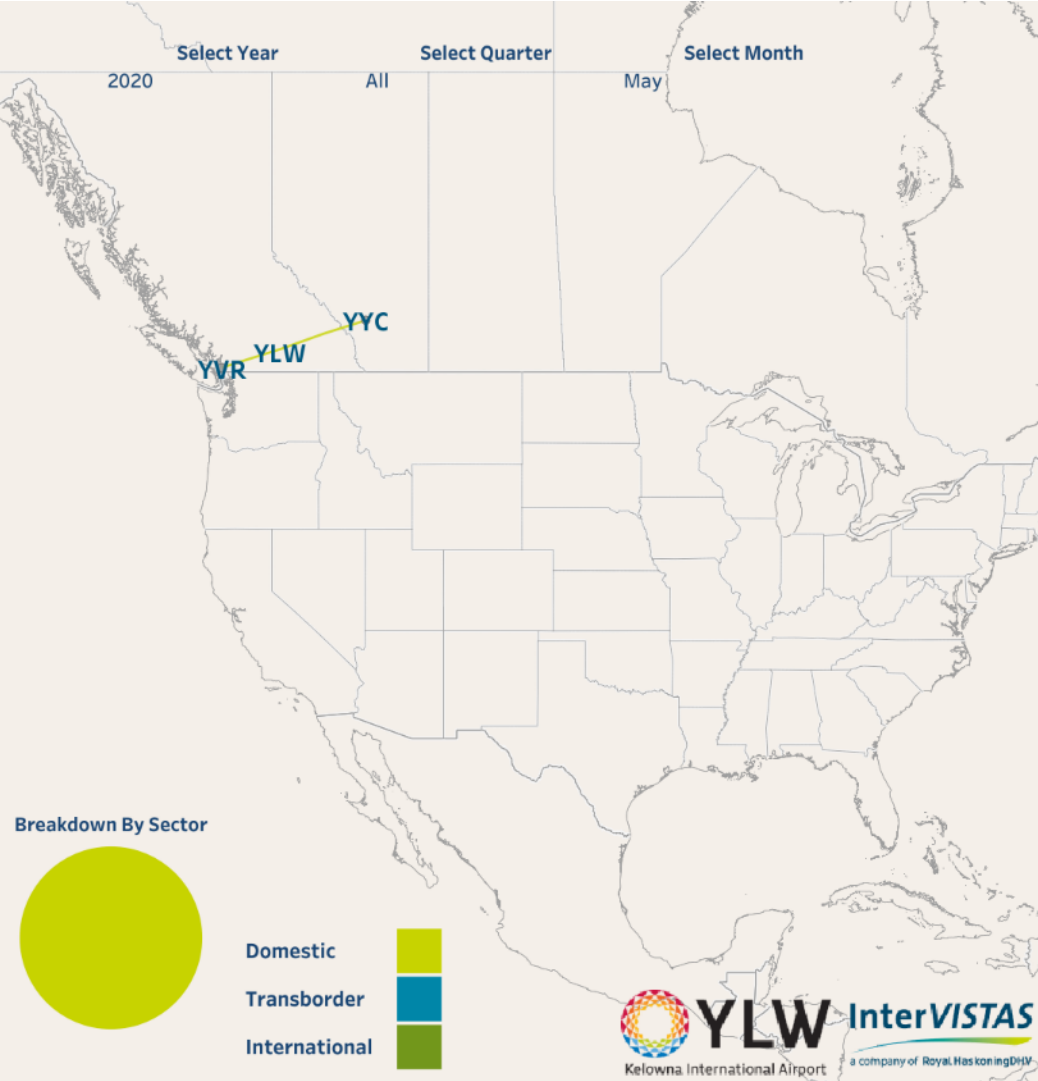 Select Year
Select Quarter
Select Month
2020
All
May
YYC
YLW
YVR
Breakdown By Sector
Domestic
Transborder
International
YLW
Kelowna International Airport
InterVISTAS
a company of Royal HaskoningDHV